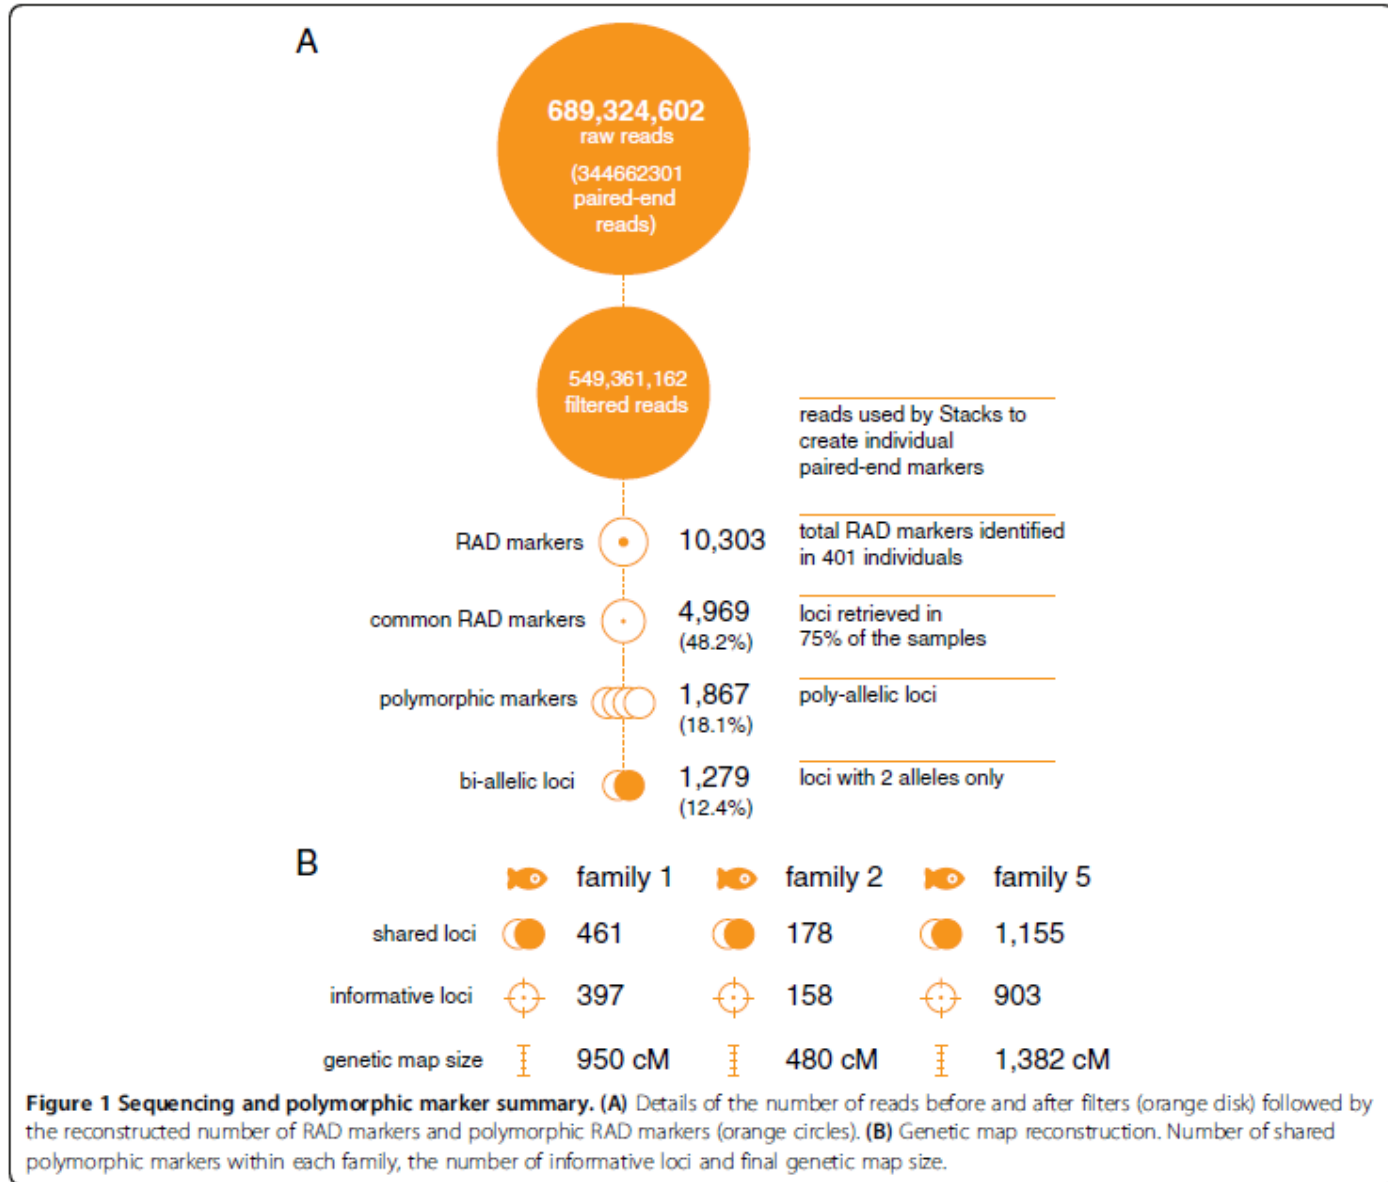 A
689,324,602
raw reads
(344662301
paired-end
reads)
549,361,162
filtered reads
reads used by Stacks to
create individual
paired-end markers
RAD markers 10,303 total RAD markers identified
in 401 individuals
common RAD markers 4,969 loci retrieved in
(48.2%) 75% of the samples
polymorphic markers 1,867 poly-allelic loci
(18.1%)
bi-allelic loci 1,279 loci with 2 alleles only
(12.4%)
B
family 1 family 2 family 5
shared loci 461 178 1,155
informative loci 397 158 903
genetic map size 950 cM 480 cM 1,382 cM
Figure 1 Sequencing and polymorphic marker summary. (A) Details of the number of reads before and after filters (orange disk) followed by
the reconstructed number of RAD markers and polymorphic RAD markers (orange circles). (B) Genetic map reconstruction. Number of shared
polymorphic markers within each family, the number of informative loci and final genetic map size.